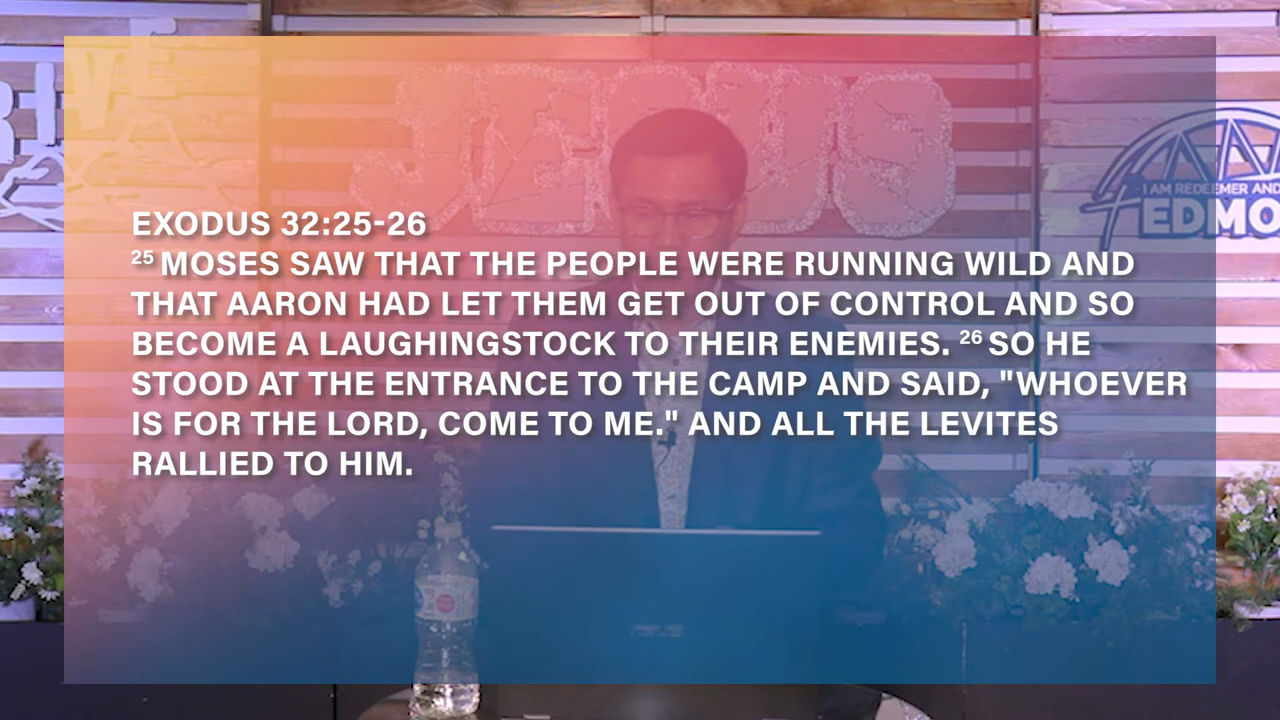 RIVE
JESUS
I AM REDEEMER AND
EDMO
EXODUS 32:25-26
25 MOSES SAW THAT THE PEOPLE WERE RUNNING WILD AND
THAT AARON HAD LET THEM GET OUT OF CONTROL AND SO
BECOME A LAUGHINGSTOCK TO THEIR ENEMIES. 26 SO HE
STOOD AT THE ENTRANCE TO THE CAMP AND SAID, "WHOEVER
IS FOR THE LORD, COME TO ME." AND ALL THE LEVITES
RALLIED TO HIM.